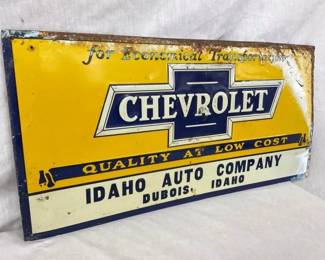 for Economical Transportation
CHEVROLET
QUALITY AT LOW COST
IDAHO AUTO COMPANY
DUBOIS, IDAHO